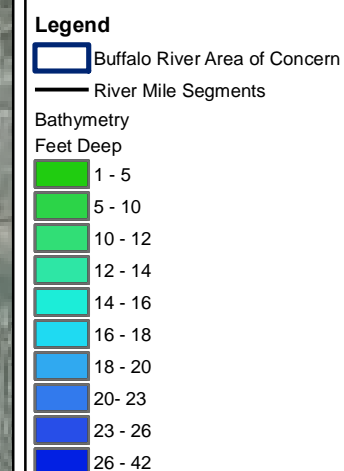 Legend
Buffalo River Area of Concern
River Mile Segments
Bathymetry
Feet Deep
1 - 5
5 - 10
10 - 12
12 - 14
14 - 16
16 - 18
18 - 20
20- 23
23 - 26
26 - 42